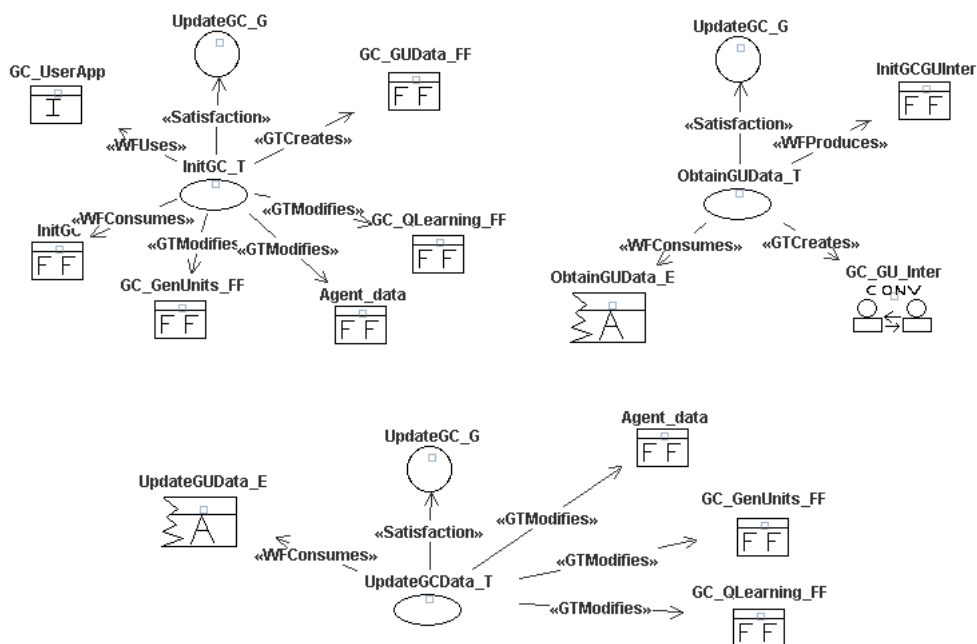 UpdateGC_G
GC_UserApp
I
GC_GUData_FF
F F
«Satisfaction»
«WFUses»
«GTCreates»
InitGC_T
«WFConsumes»
«GTModifies»
InitGC
F F
«GTModifies»
«GTModifies»
GC_QLearning_FF
F F
GC_GenUnits_FF
F F
Agent_data
F F
UpdateGC_G
InitGCGUInter
F F
«Satisfaction»
«WFProduces»
ObtainGUData_T
«WFConsumes»
«GTCreates»
ObtainGUData_E
A
GC_GU_Inter
CONV
UpdateGC_G
Agent_data
F F
UpdateGUData_E
A
GC_GenUnits_FF
F F
«Satisfaction»
«GTModifies»
«WFConsumes»
«GTModifies»
UpdateGCData_T
GC_QLearning_FF
F F
«GTModifies»